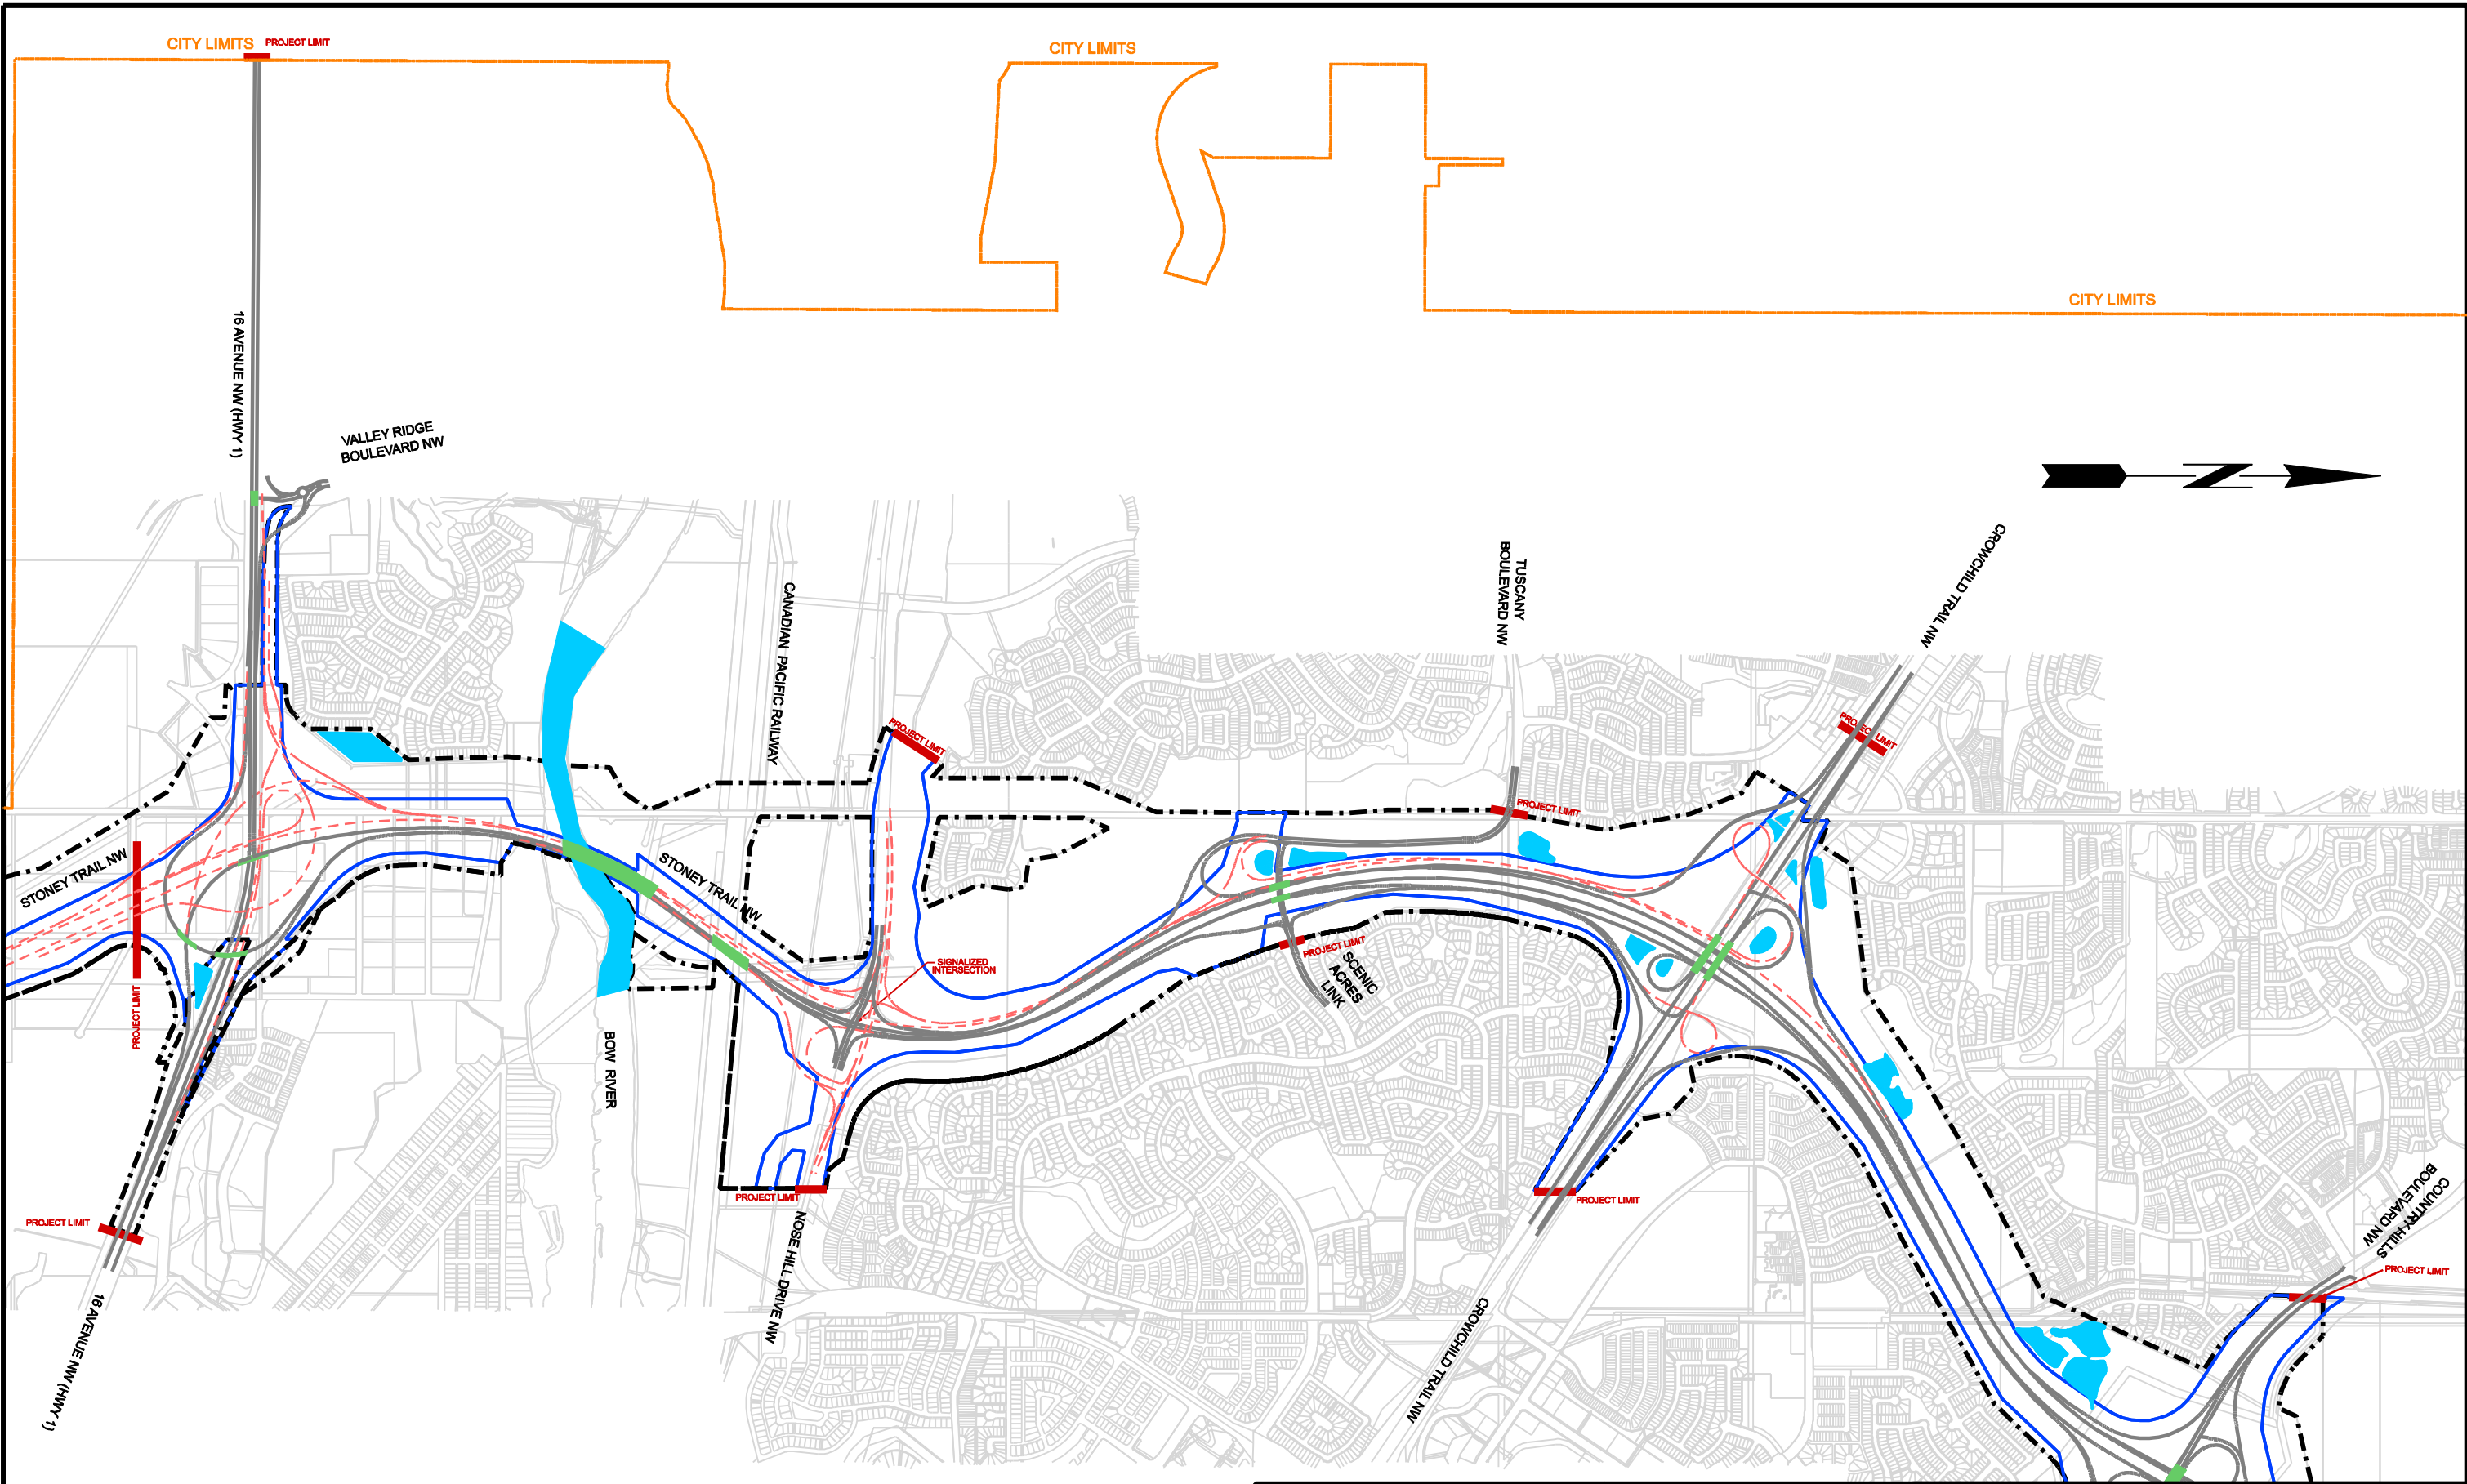 CITY LIMITS
PROJECT LIMIT
CITY LIMITS
CITY LIMITS
16 AVENUE NW (HWY 1)
VALLEY RIDGE
BOULEVARD NW
N
CROWCHILD TRAIL NW
TUSCANY
BOULEVARD NW
CANADIAN PACIFIC RAILWAY
PROJECT LIMIT
PROJECT LIMIT
PROJECT LIMIT
STONEY TRAIL NW
STONEY TRAIL NW
SIGNALIZED
INTERSECTION
PROJECT LIMIT
SCENIC
ACRES
LINK
PROJECT LIMIT
BOW RIVER
PROJECT LIMIT
PROJECT LIMIT
PROJECT LIMIT
NOSE HILL DRIVE NW
COUNTRY HILLS
BOULEVARD NW
PROJECT LIMIT
16 AVENUE NW (HWY 1)
CROWCHILD TRAIL NW